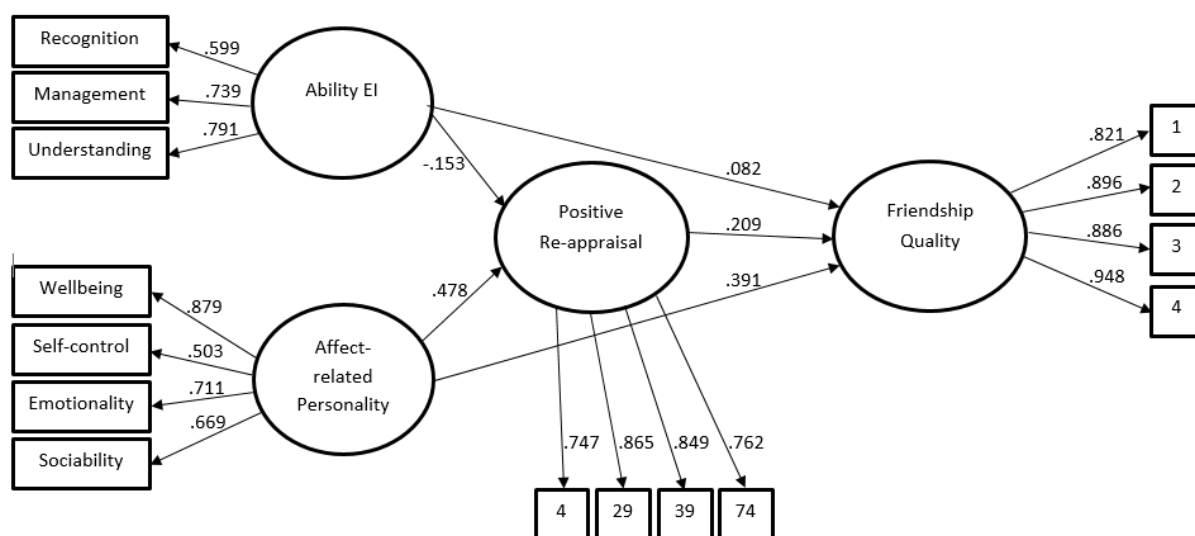 Recognition
Management
Understanding
.599
.739
.791
Ability EI
-.153
.082
Positive
Re-appraisal
.209
.391
.478
Friendship
Quality
.821
.896
.886
.948
1
2
3
4
Wellbeing
Self-control
Emotionality
Sociability
.879
.503
.711
.669
Affect-
related
Personality
.747
.865
.849
.762
4
29
39
74